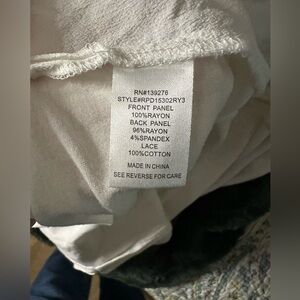 RN#139276
STYLE#RPD15302RY3
FRONT PANEL
100%RAYON
BACK PANEL
96%RAYON
4%SPANDEX
LACE
100%COTTON
MADE IN CHINA
SEE REVERSE FOR CARE